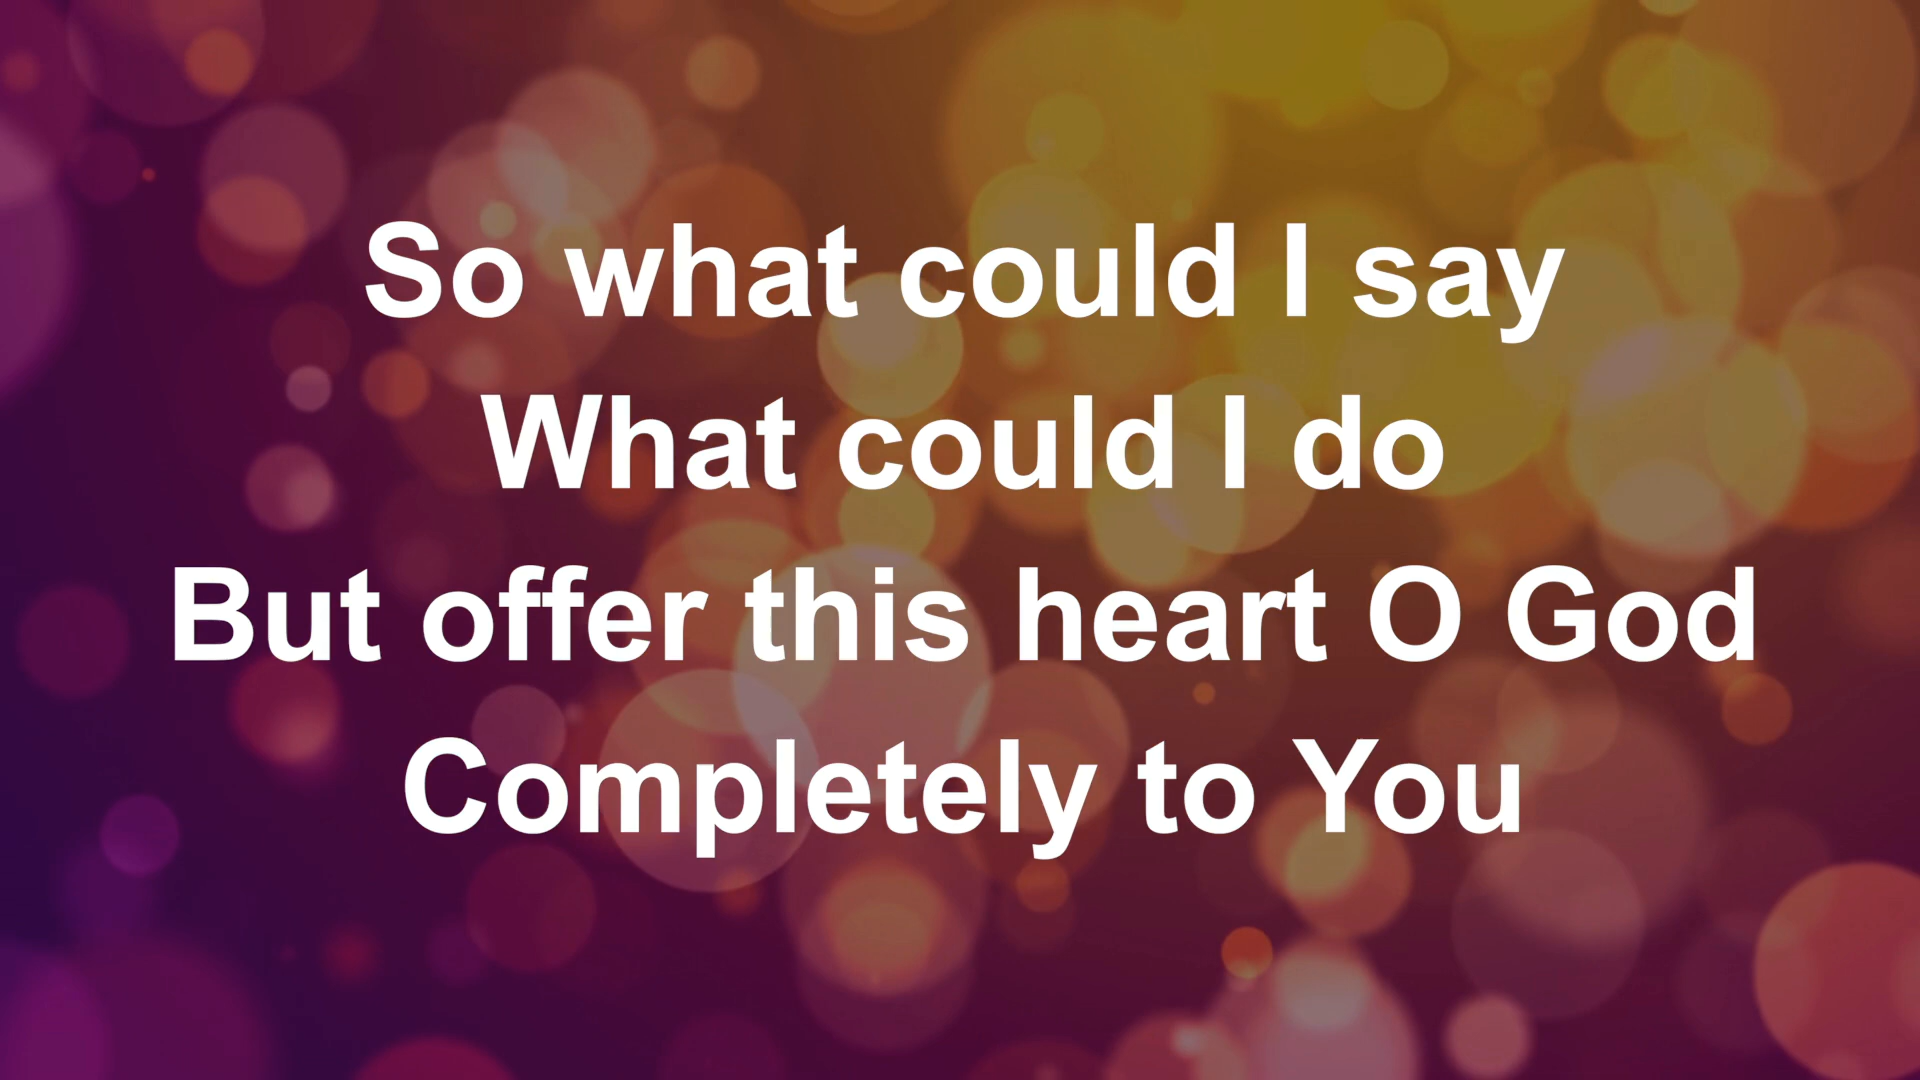 So what could I say
What could I do
But offer this heart O God
Completely to You